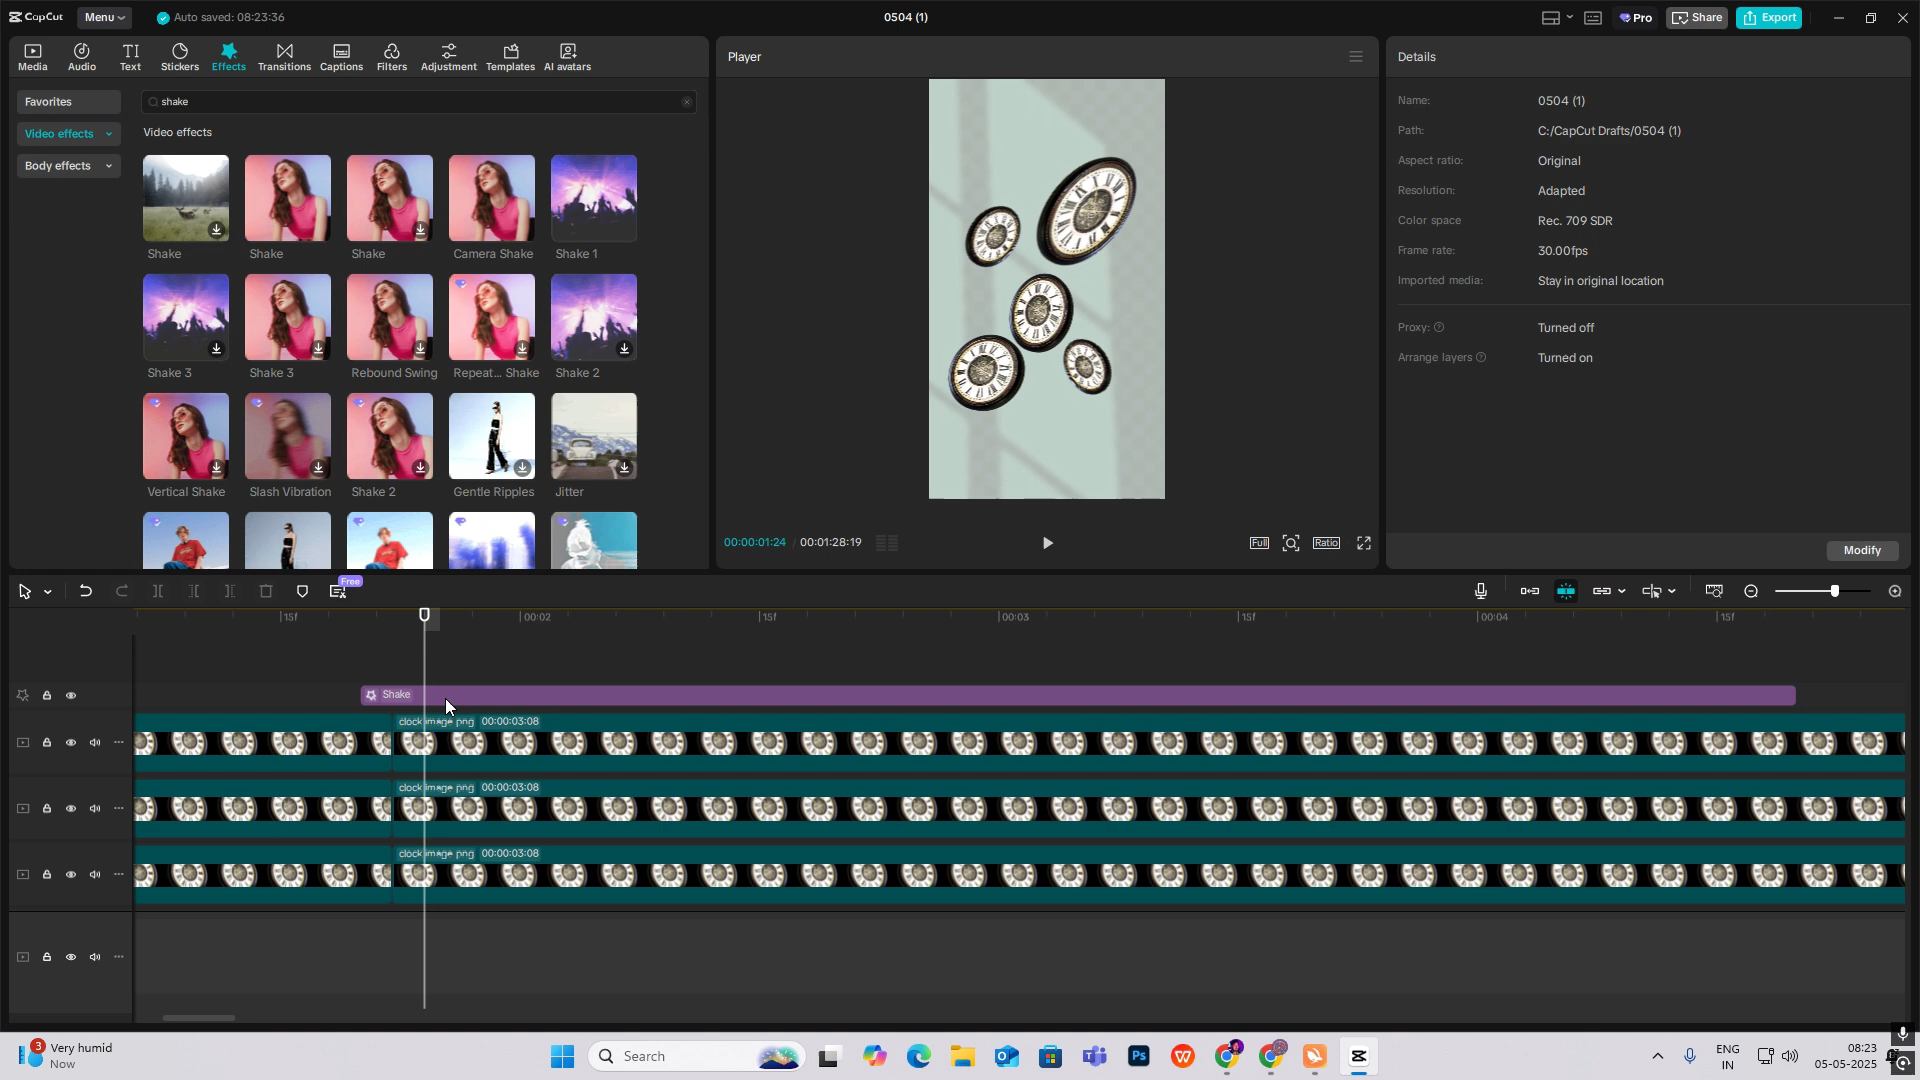 CapCut
Menu
Auto saved: 08:23:36
0504 (1)
Pro
Share
Export
Media
Audio
Text
Stickers
Effects
Transitions
Captions
Filters
Adjustment
Templates
AI avatars
Player
Details
Favorites
Video effects
Body effects
shake
Video effects
Shake
Shake
Shake
Camera Shake
Shake 1
Shake 3
Shake 3
Rebound Swing
Repeat... Shake
Shake 2
Vertical Shake
Slash Vibration
Shake 2
Gentle Ripples
Jitter
00:00:01:24 / 00:01:28:19
Full
Ratio
Name: 0504 (1)
Path: C:/CapCut Drafts/0504 (1)
Aspect ratio: Original
Resolution: Adapted
Color space Rec. 709 SDR
Frame rate: 30.00fps
Imported media: Stay in original location
Proxy: Turned off
Arrange layers Turned on
Modify
Free
15f 00:02 15f 00:03 15f 00:04 15f
Shake
clock image.png 00:00:03:08
clock image.png 00:00:03:08
clock image.png 00:00:03:08
3
Very humid
Now
Search
Ps
ENG
IN
08:23
05-05-2025